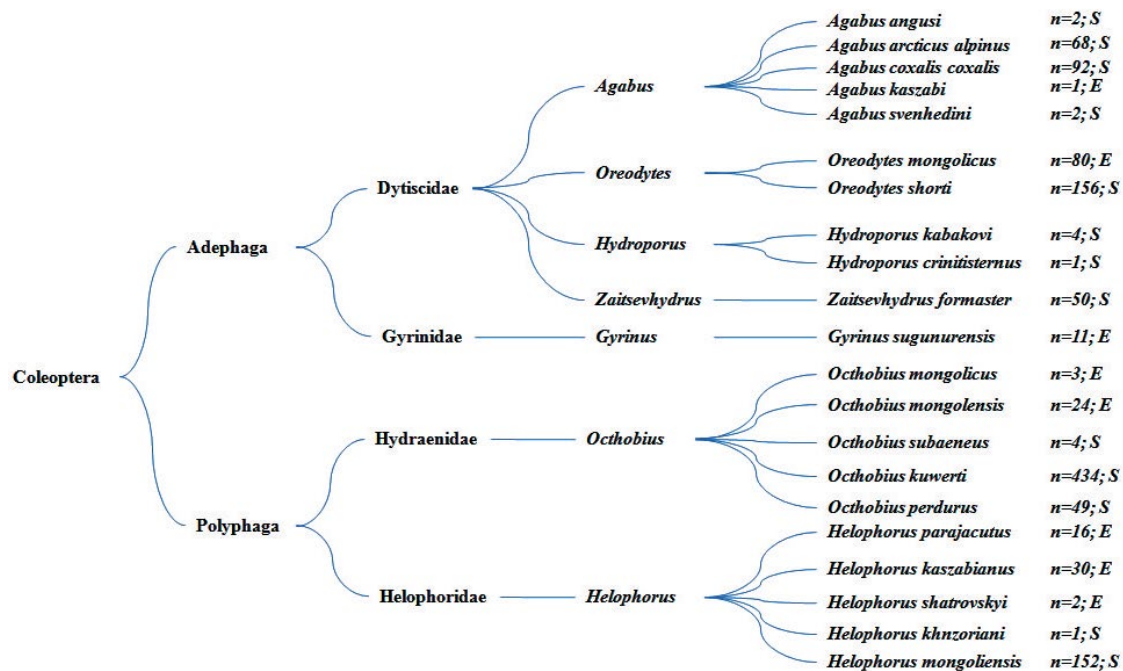 Agabus angusi n=2; S
Agabus arcticus alpinus n=68; S
Agabus coxalis coxalis n=92; S
Agabus n=1; E
Agabus kaszabi
Agabus svenhedini n=2; S
Oreodytes mongolicus n=80; E
Oreodytes
Dytiscidae Oreodytes shorti n=156; S
Hydroporus kabakovi n=4; S
Adephaga Hydroporus
Hydroporus crinitisternus n=1; S
Zaitsevhydrus Zaitsevhydrus formaster n=50; S
Gyrinidae Gyrinus Gyrinus sugunurensis n=11; E
Coleoptera Octhobius mongolicus n=3; E
Octhobius mongolensis n=24; E
Hydraenidae Octhobius Octhobius subaeneus n=4; S
Octhobius kuwerti n=434; S
Octhobius perdurus n=49; S
Polyphaga Helophorus parajacutus n=16; E
Helophorus kaszabianus n=30; E
Helophoridae Helophorus Helophorus shatrovskyi n=2; E
Helophorus khnzoriani n=1; S
Helophorus mongoliensis n=152; S